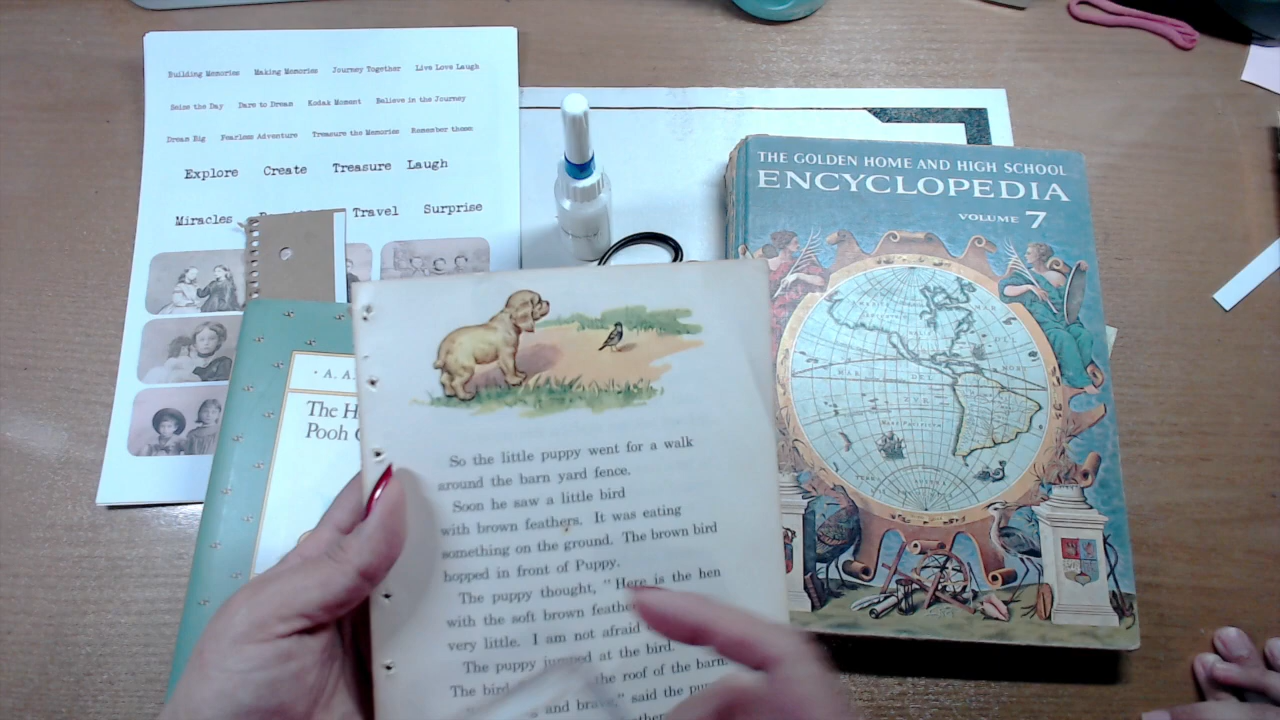 Building Memories Making Memories Journey Together Live Love Laugh
Seize the Day Dare to Dream Kodak Moment Believe in the Journey
Dream Big Fearless Adventure Treasure the Memories Remember these
Explore Create Treasure Laugh
Miracles Travel Surprise
· A. A.
The H
Pooh
So the little puppy went for a walk
around the barn yard fence.
Soon he saw a little bird
with brown feathers. It was eating
something on the ground. The brown bird
hopped in front of Puppy.
The puppy thought, "Here is the hen
with the soft brown feathe
very little. I am not afraid
The puppy jumped at the bird.
The bird the roof of the barn.
and brave," said the pup
THE GOLDEN HOME AND HIGH SCHOOL
ENCYCLOPEDIA
VOLUME 7